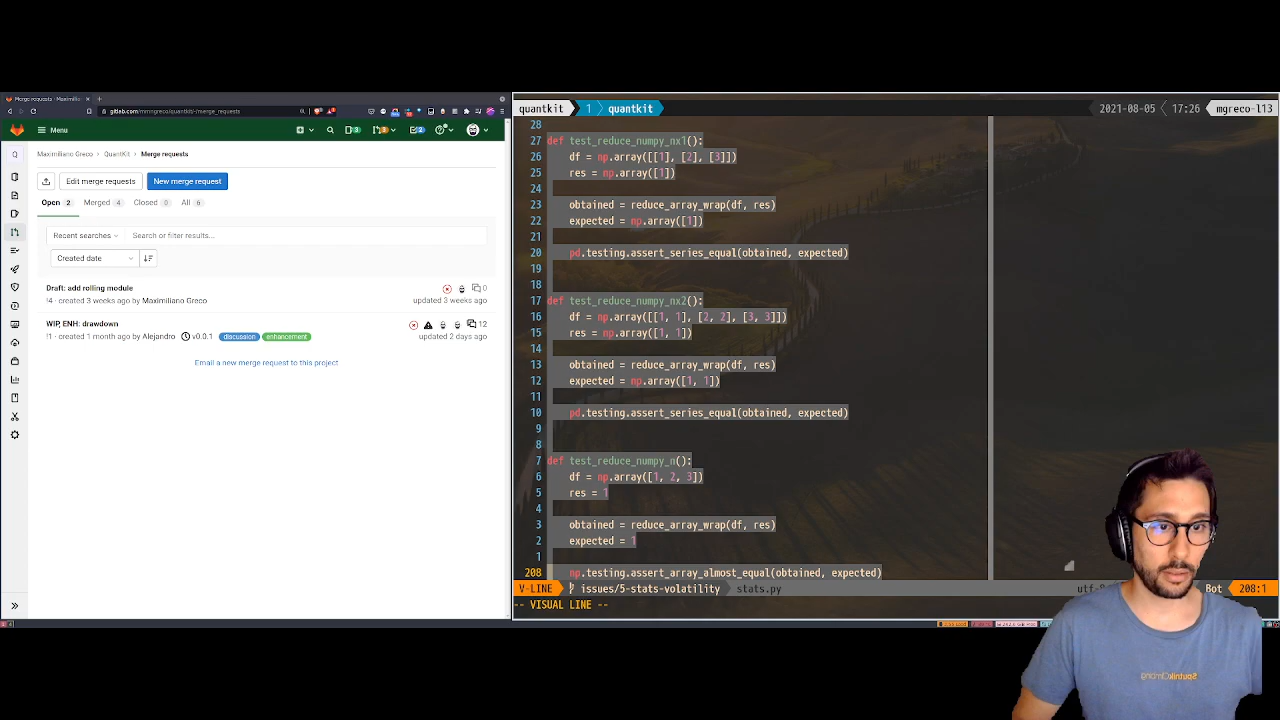 Merge requests · Maximilia
gitlab.com/mmngreco/quantkit/-/merge_requests
Menu
Maximiliano Greco › QuantKit › Merge requests
Edit merge requests
New merge request
Open 2 Merged 4 Closed 0 All 6
Recent searches
Search or filter results...
Created date
Draft: add rolling module
!4 · created 3 weeks ago by Maximiliano Greco
0
updated 3 weeks ago
WIP, ENH: drawdown
!1 · created 1 month ago by Alejandro v0.0.1 discussion enhancement
12
updated 2 days ago
Email a new merge request to this project
quantkit 1 quantkit 2021-08-05 17:26 mgreco-l13
28
27 def test_reduce_numpy_nx1():
26 df = np.array([[1], [2], [3]])
25 res = np.array([1])
24
23 obtained = reduce_array_wrap(df, res)
22 expected = np.array([1])
21
20 pd.testing.assert_series_equal(obtained, expected)
19
18
17 def test_reduce_numpy_nx2():
16 df = np.array([[1, 1], [2, 2], [3, 3]])
15 res = np.array([1, 1])
14
13 obtained = reduce_array_wrap(df, res)
12 expected = np.array([1, 1])
11
10 pd.testing.assert_series_equal(obtained, expected)
9
8
7 def test_reduce_numpy_n():
6 df = np.array([1, 2, 3])
5 res = 1
4
3 obtained = reduce_array_wrap(df, res)
2 expected = 1
1
208 np.testing.assert_array_almost_equal(obtained, expected)
V-LINE issues/5-stats-volatility stats.py Bot 208:1
-- VISUAL LINE --